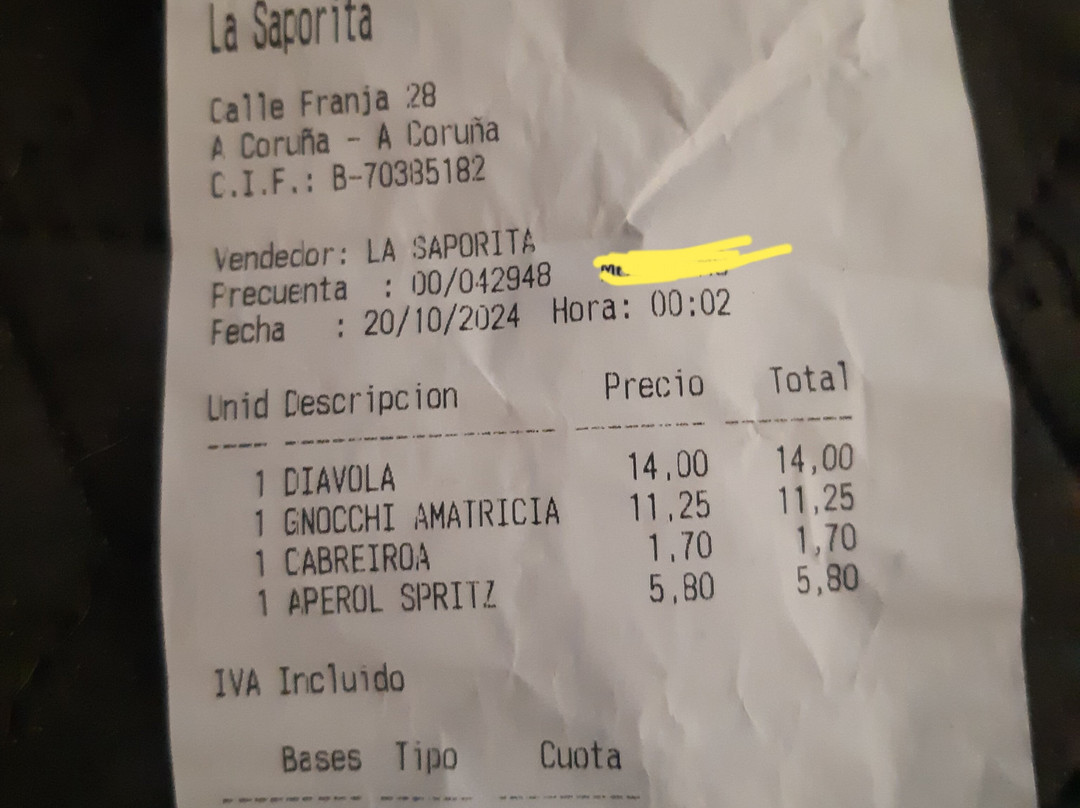 La Saporita
Calle Franja 28
A Coruña - A Coruña
C.I.F.: B-70385182
Vendedor: LA SAPORITA
Precuenta : 00/042948
Fecha : 20/10/2024 Hora: 00:02
Unid Descripcion Precio Total
1 DIAVOLA 14,00 14,00
1 GNOCCHI AMATRICIA 11,25 11,25
1 CABREIROA 1,70 1,70
1 APEROL SPRITZ 5,80 5,80
IVA Incluido
Bases Tipo Cuota